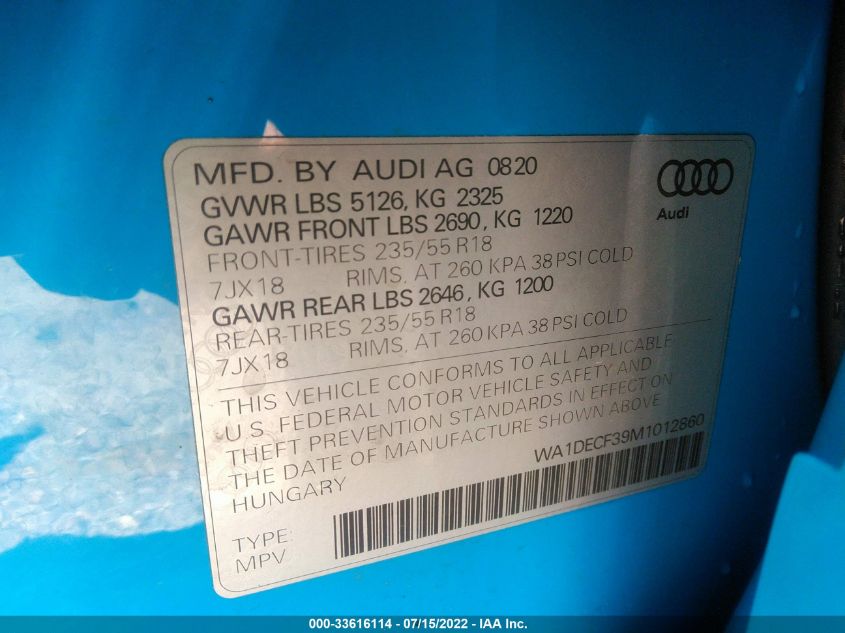 MFD. BY AUDI AG 0820
GVWR LBS 5126, KG 2325
GAWR FRONT LBS 2690, KG 1220
FRONT-TIRES 235/55 R18
7JX18 RIMS, AT 260 KPA 38 PSI COLD
GAWR REAR LBS 2646, KG 1200
REAR-TIRES 235/55 R18
7JX18 RIMS, AT 260 KPA 38 PSI COLD
Audi
THIS VEHICLE CONFORMS TO ALL APPLICABLE
U.S. FEDERAL MOTOR VEHICLE SAFETY AND
THEFT PREVENTION STANDARDS IN EFFECT ON
THE DATE OF MANUFACTURE SHOWN ABOVE
HUNGARY
WA1DECF39M1012860
TYPE:
MPV
000-33616114 - 07/15/2022 - IAA Inc.